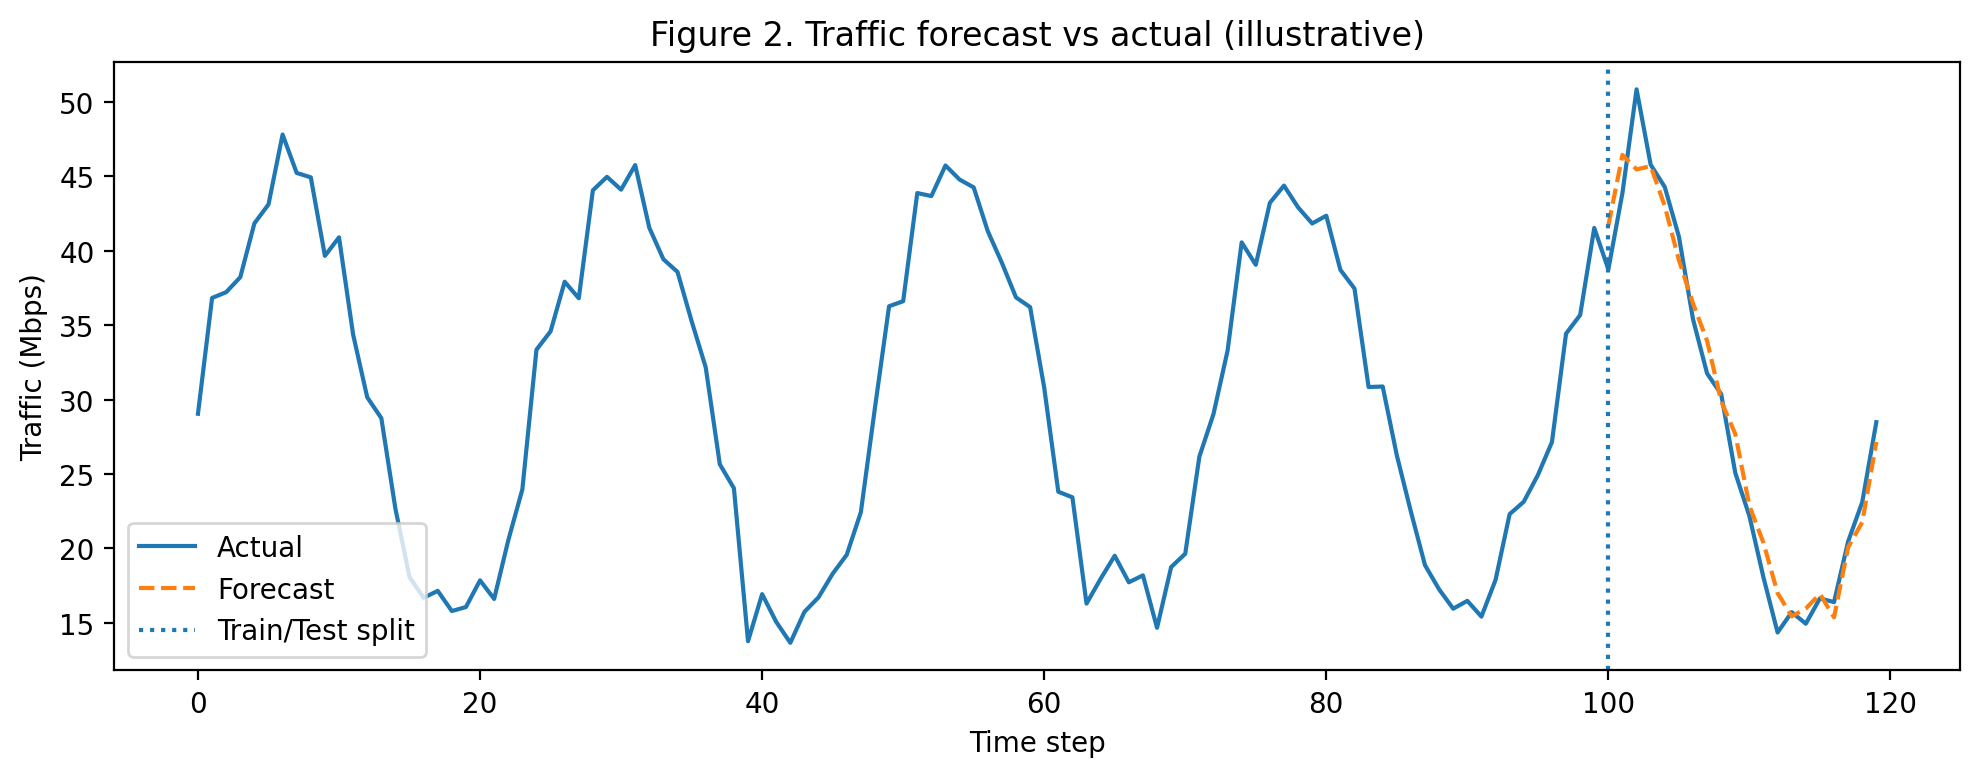 Figure 2. Traffic forecast vs actual (illustrative)
Traffic (Mbps)
50
45
40
35
30
25
20
15
Actual
Forecast
Train/Test split
0 20 40 60 80 100 120
Time step